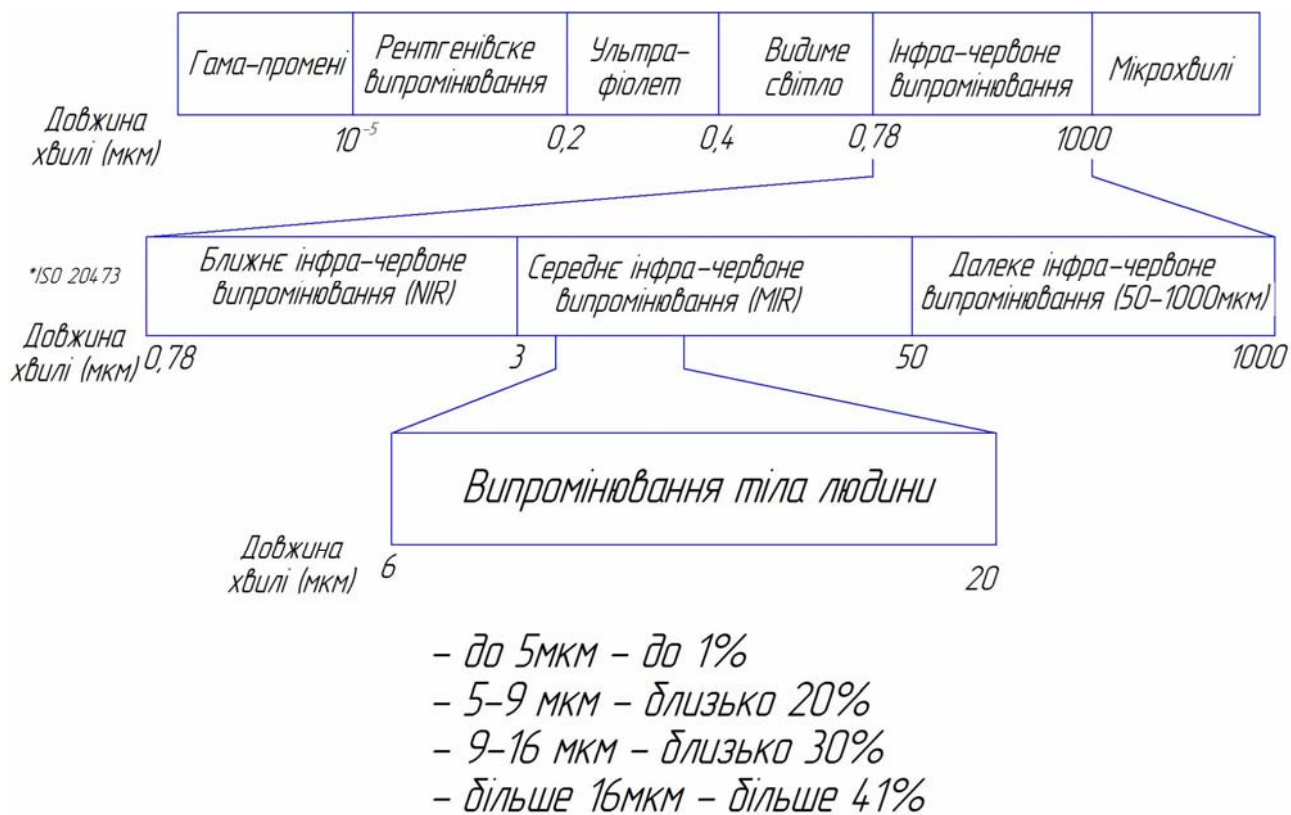 Гама-промені
Рентгенівске
випромінювання
Ультра-
фіолет
Видиме
світло
Інфра-червоне
випромінювання
Мікрохвилі
Довжина
хвилі (мкм)
10⁻⁵
0,2
0,4
0,78
1000
*ISO 20473
Ближнє інфра-червоне
випромінювання (NIR)
Середнє інфра-червоне
випромінювання (MIR)
Далеке інфра-червоне
випромінювання (50-1000мкм)
Довжина
хвилі (мкм)
0,78
3
50
1000
Випромінювання тіла людини
Довжина
хвилі (мкм)
6
20
- до 5мкм - до 1%
- 5-9 мкм - близько 20%
- 9-16 мкм - близько 30%
- більше 16мкм - більше 41%